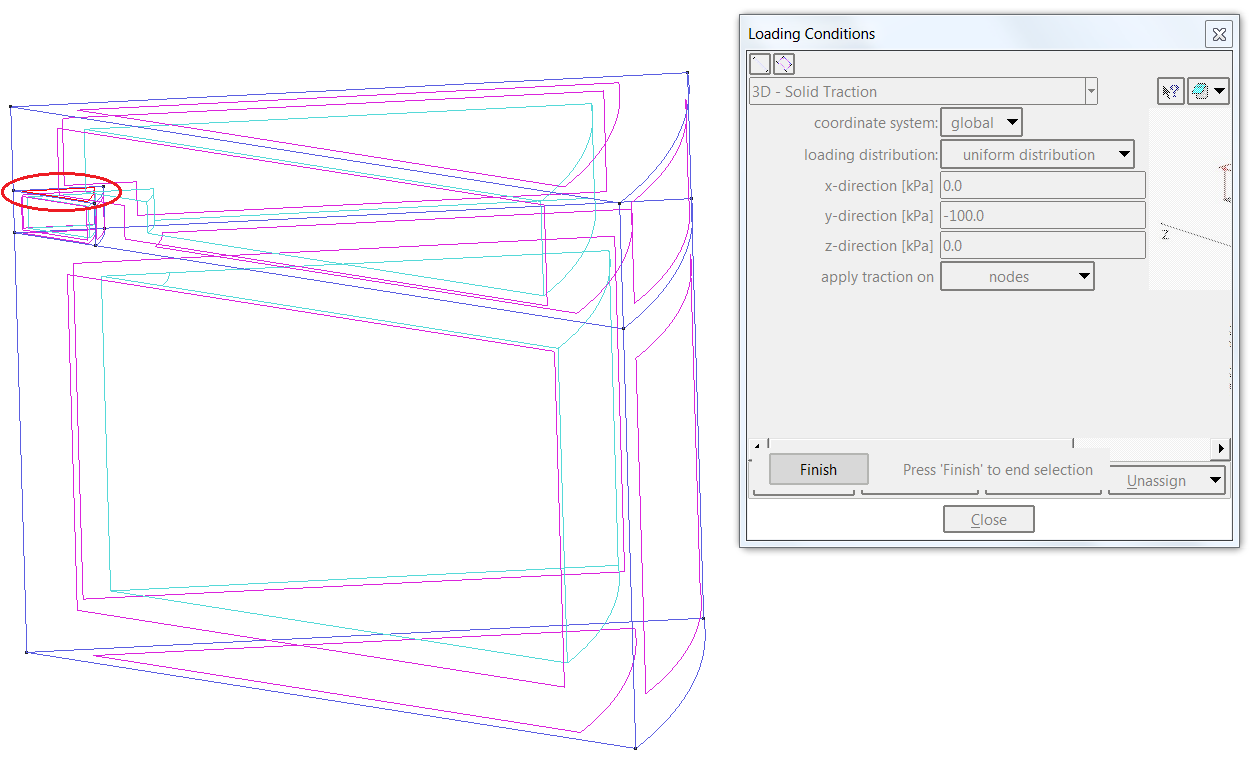 Loading Conditions
3D - Solid Traction
coordinate system: global
loading distribution: uniform distribution
x-direction [kPa] 0.0
y-direction [kPa] -100.0
z-direction [kPa] 0.0
z
apply traction on nodes
Finish Press 'Finish' to end selection
Unassign
Close